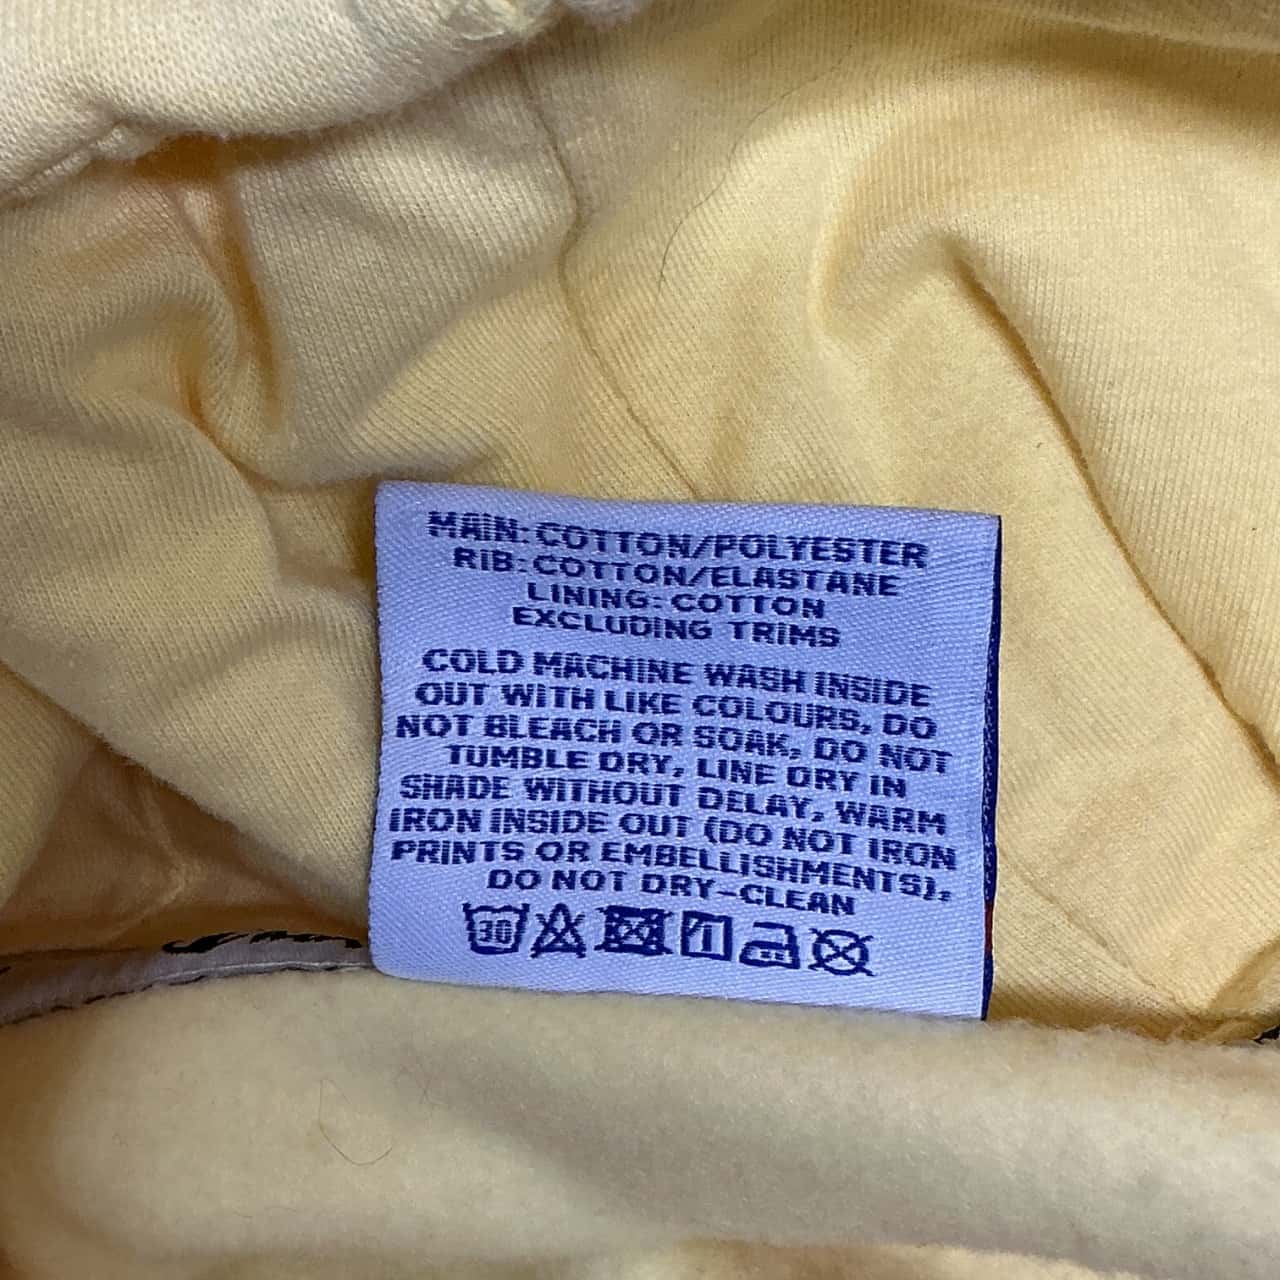 MAIN: COTTON/POLYESTER
RIB: COTTON/ELASTANE
LINING: COTTON
EXCLUDING TRIMS
COLD MACHINE WASH INSIDE
OUT WITH LIKE COLOURS, DO
NOT BLEACH OR SOAK, DO NOT
TUMBLE DRY, LINE DRY IN
SHADE WITHOUT DELAY, WARM
IRON INSIDE OUT (DO NOT IRON
PRINTS OR EMBELLISHMENTS),
DO NOT DRY-CLEAN
30